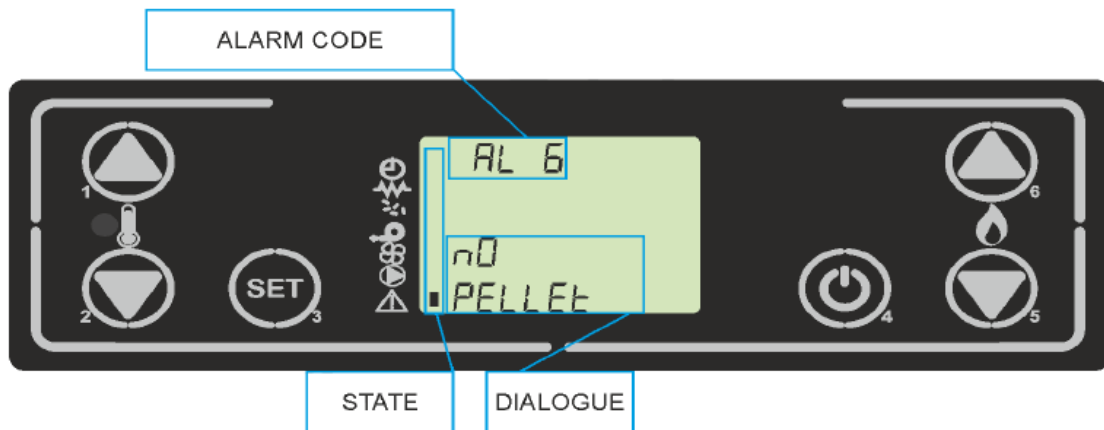 ALARM CODE
AL 6
1
6
nO
SET
PELLEt
2
3
4
5
STATE
DIALOGUE